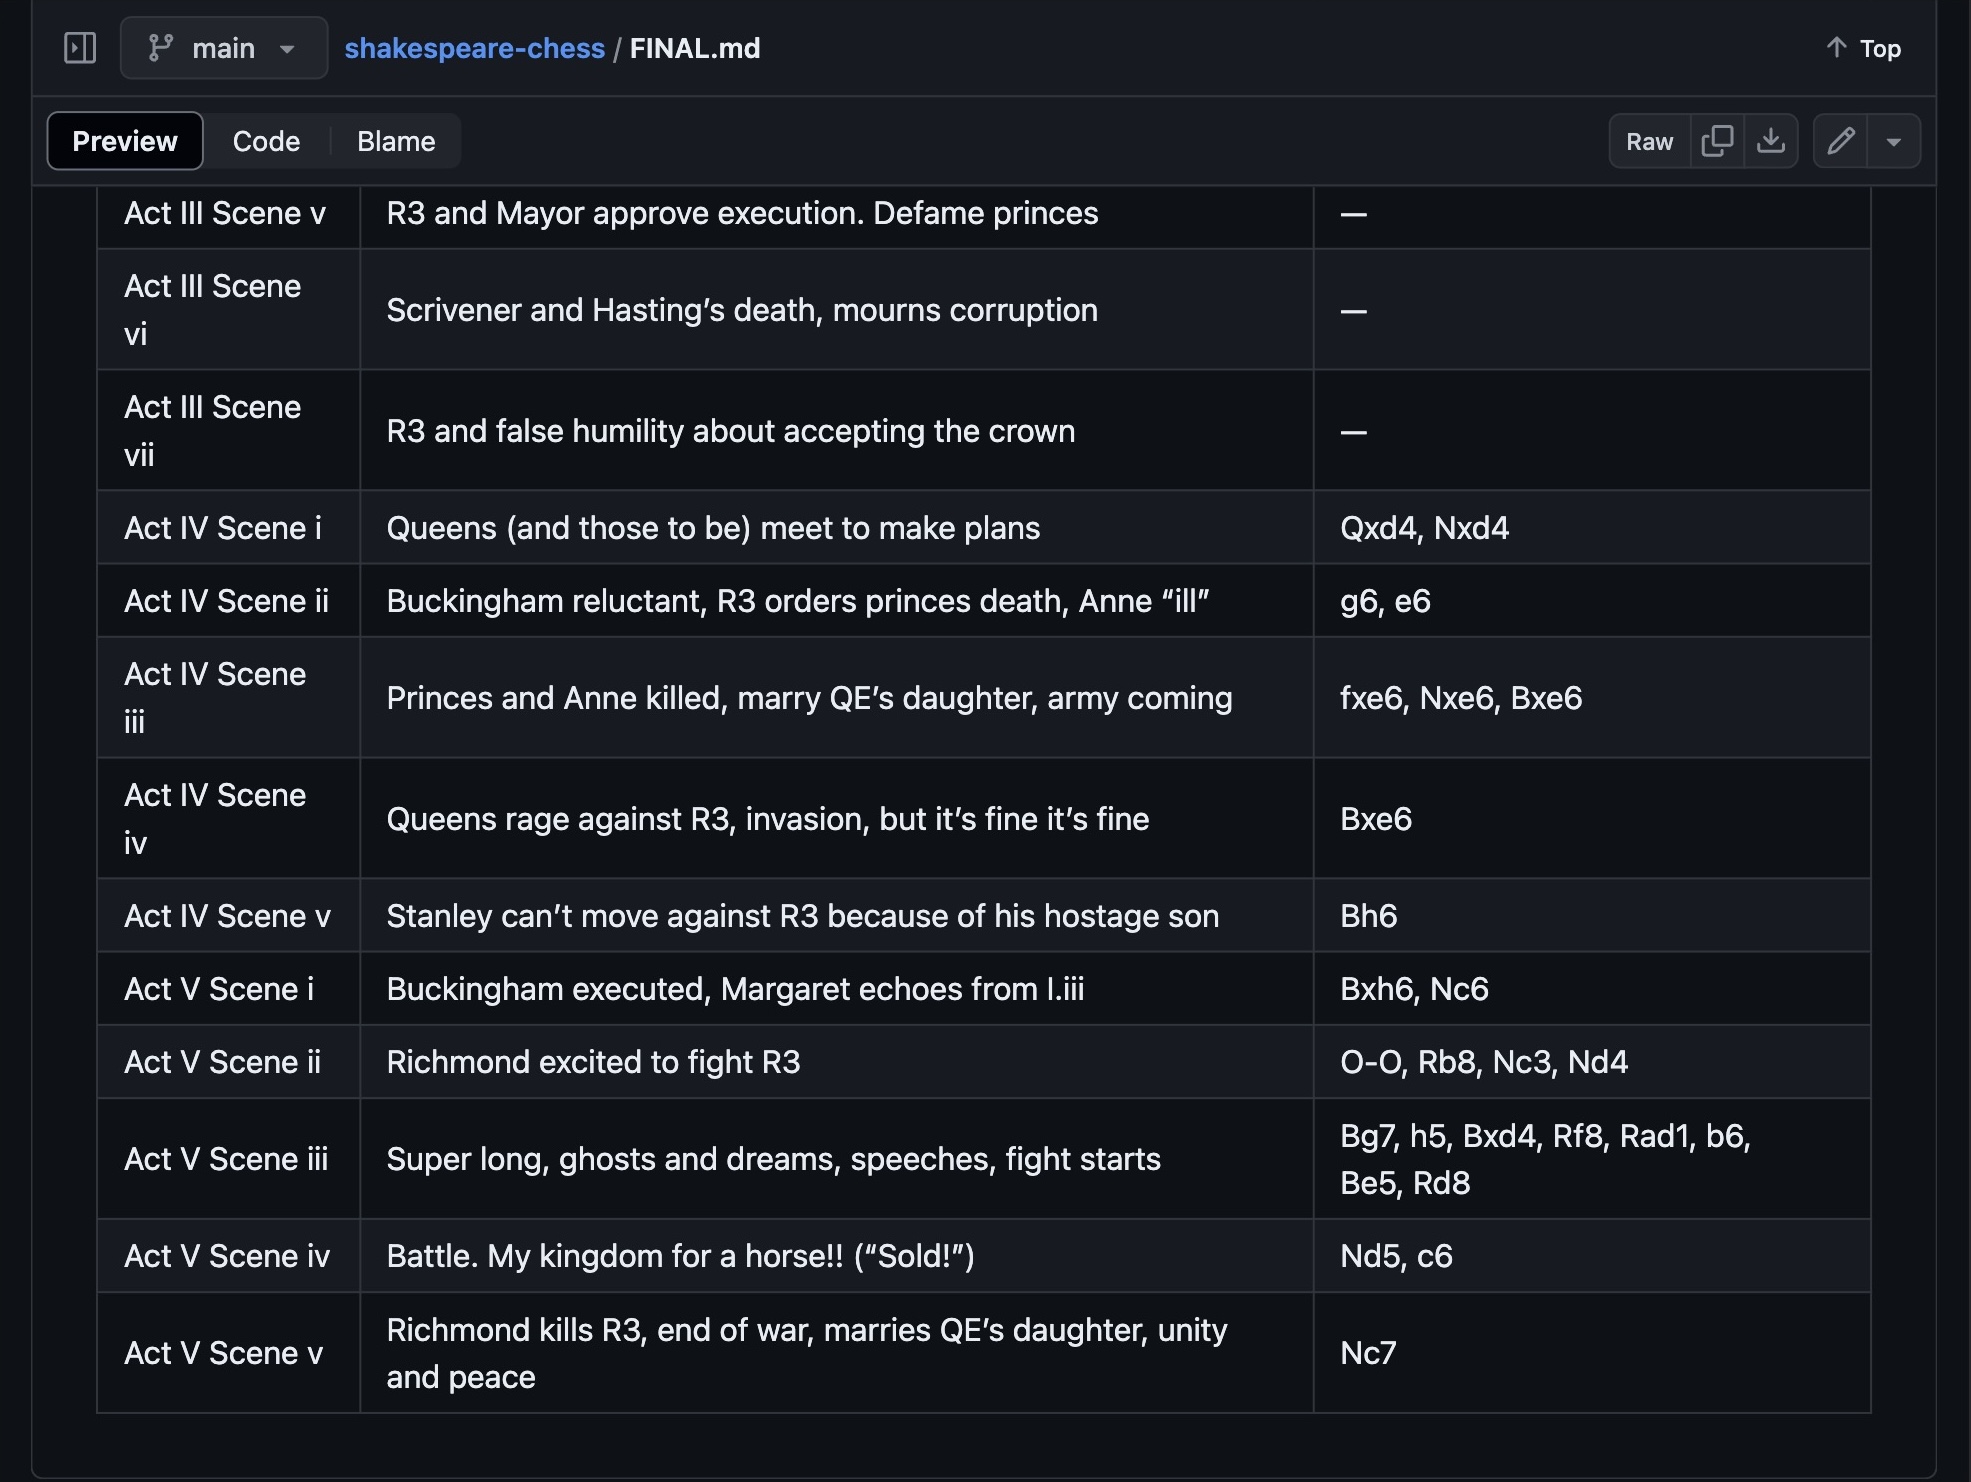 main
shakespeare-chess / FINAL.md
Top
Preview
Code
Blame
Raw
Act III Scene v
R3 and Mayor approve execution. Defame princes
—
Act III Scene
vi
Scrivener and Hasting’s death, mourns corruption
—
Act III Scene
vii
R3 and false humility about accepting the crown
—
Act IV Scene i
Queens (and those to be) meet to make plans
Qxd4, Nxd4
Act IV Scene ii
Buckingham reluctant, R3 orders princes death, Anne “ill”
g6, e6
Act IV Scene
iii
Princes and Anne killed, marry QE’s daughter, army coming
fxe6, Nxe6, Bxe6
Act IV Scene
iv
Queens rage against R3, invasion, but it’s fine it’s fine
Bxe6
Act IV Scene v
Stanley can’t move against R3 because of his hostage son
Bh6
Act V Scene i
Buckingham executed, Margaret echoes from I.iii
Bxh6, Nc6
Act V Scene ii
Richmond excited to fight R3
O-O, Rb8, Nc3, Nd4
Act V Scene iii
Super long, ghosts and dreams, speeches, fight starts
Bg7, h5, Bxd4, Rf8, Rad1, b6,
Be5, Rd8
Act V Scene iv
Battle. My kingdom for a horse!! (“Sold!”)
Nd5, c6
Act V Scene v
Richmond kills R3, end of war, marries QE’s daughter, unity
and peace
Nc7